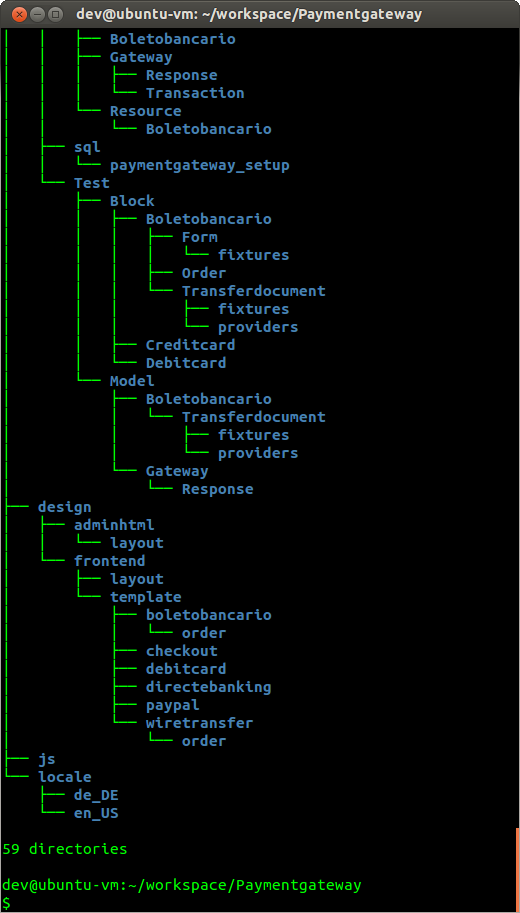 dev@ubuntu-vm: ~/workspace/Paymentgateway
│   │   ├── Boletobancario
│   │   ├── Gateway
│   │   │   ├── Response
│   │   │   └── Transaction
│   │   └── Resource
│   │       └── Boletobancario
│   ├── sql
│   │   └── paymentgateway_setup
│   └── Test
│       ├── Block
│       │   ├── Boletobancario
│       │   │   ├── Form
│       │   │   │   └── fixtures
│       │   │   ├── Order
│       │   │   └── Transferdocument
│       │   │       ├── fixtures
│       │   │       └── providers
│       │   ├── Creditcard
│       │   └── Debitcard
│       └── Model
│           ├── Boletobancario
│           │   └── Transferdocument
│           │       ├── fixtures
│           │       └── providers
│           └── Gateway
│               └── Response
├── design
│   ├── adminhtml
│   │   └── layout
│   └── frontend
│       ├── layout
│       └── template
│           ├── boletobancario
│           │   └── order
│           ├── checkout
│           ├── debitcard
│           ├── directebanking
│           ├── paypal
│           └── wiretransfer
│               └── order
├── js
└── locale
    ├── de_DE
    └── en_US
59 directories
dev@ubuntu-vm:~/workspace/Paymentgateway
$